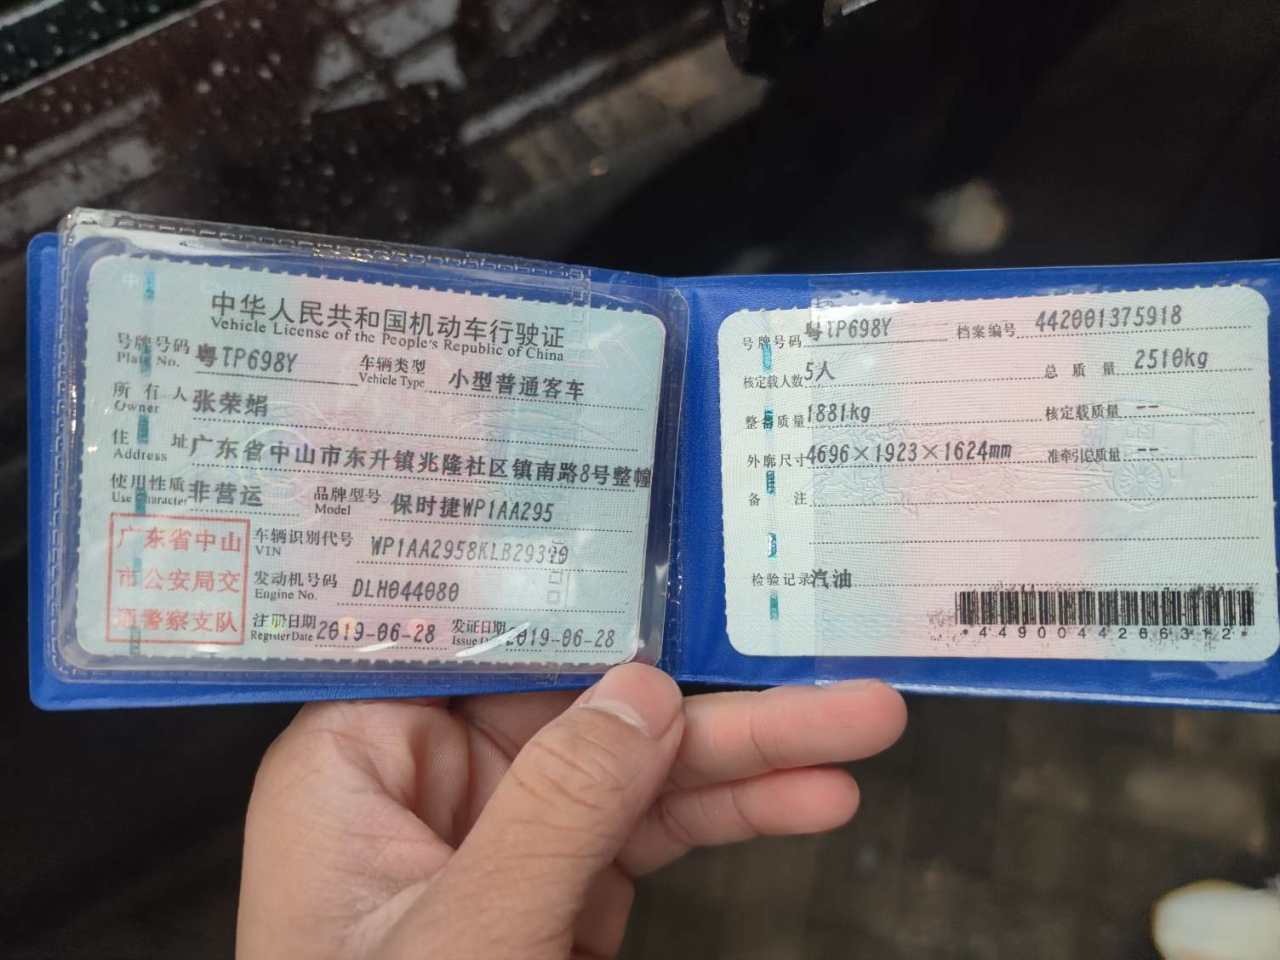 中华人民共和国机动车行驶证
Vehicle License of the People's Republic of China
号牌号码 粤TP698Y 车辆类型 小型普通客车
Plate No. Vehicle Type
所有人 张荣娟
Owner
住址 广东省中山市东升镇兆隆社区镇南路8号整幢
Address
使用性质 非营运 品牌型号 保时捷WP1AA295
Use Character Model
广东省中山
市公安局交
通警察支队
车辆识别代号 WP1AA2958KLB29390
VIN
发动机号码 DLH044080
Engine No.
注册日期 2019-06-28 发证日期 2019-06-28
Register Date Issue
号牌号码 粤TP698Y 档案编号 442001375918
核定载人数 5人 总质量 2510kg
整备质量 1881kg 核定载质量 --
外廓尺寸 4696×1923×1624mm 准牵引总质量 --
备注
检验记录 汽油